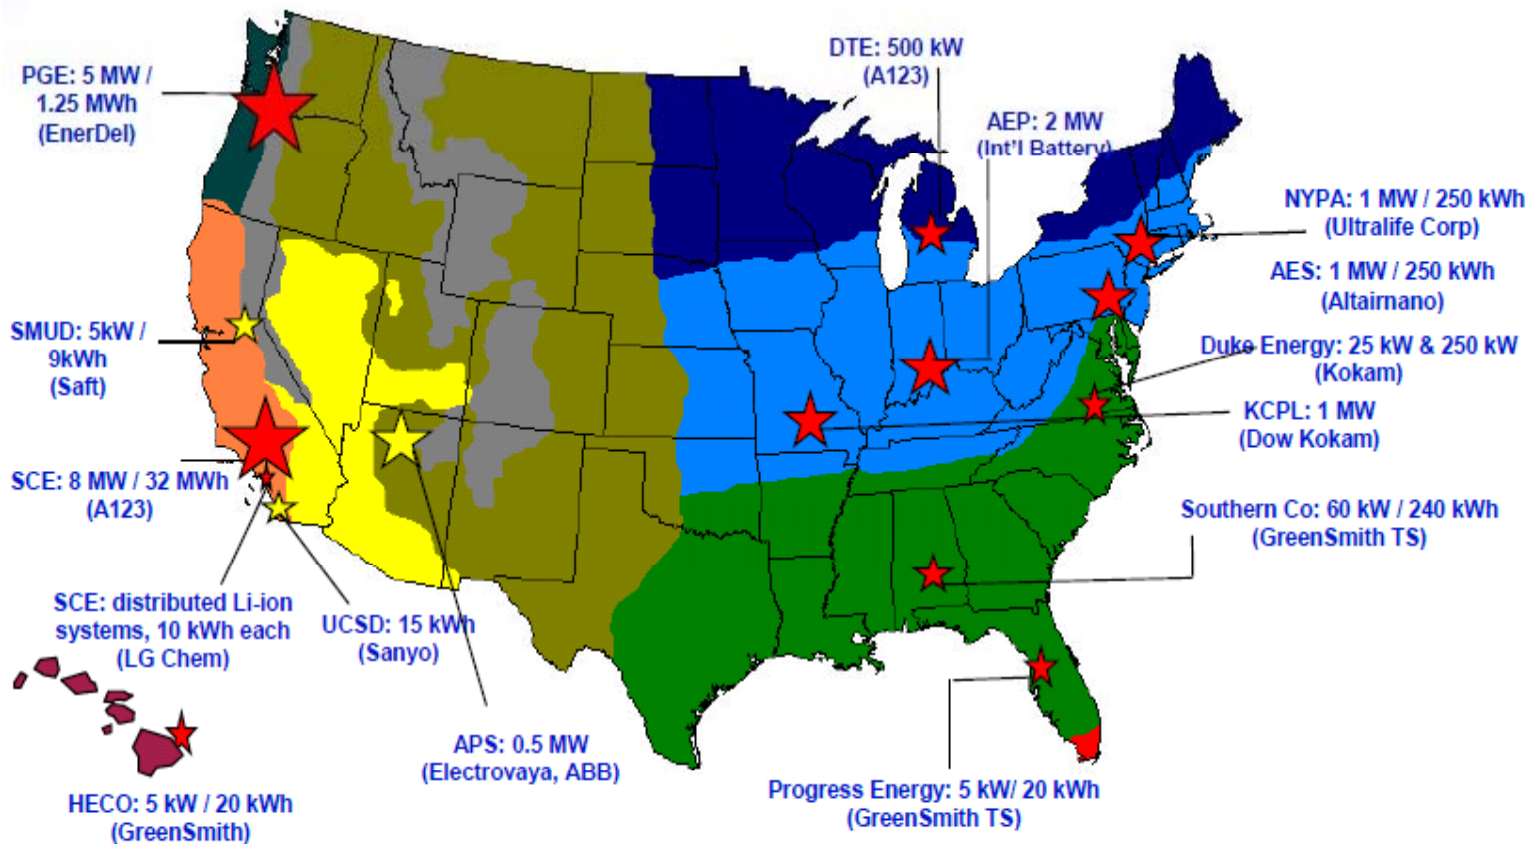 PGE: 5 MW /
1.25 MWh
(EnerDel)
DTE: 500 kW
(A123)
AEP: 2 MW
(Int'l Battery)
NYPA: 1 MW / 250 kWh
(Ultralife Corp)
AES: 1 MW / 250 kWh
(Altairnano)
SMUD: 5kW /
9kWh
(Saft)
Duke Energy: 25 kW & 250 kW
(Kokam)
KCPL: 1 MW
(Dow Kokam)
SCE: 8 MW / 32 MWh
(A123)
Southern Co: 60 kW / 240 kWh
(GreenSmith TS)
SCE: distributed Li-ion
systems, 10 kWh each
(LG Chem)
UCSD: 15 kWh
(Sanyo)
APS: 0.5 MW
(Electrovaya, ABB)
Progress Energy: 5 kW/ 20 kWh
(GreenSmith TS)
HECO: 5 kW / 20 kWh
(GreenSmith)